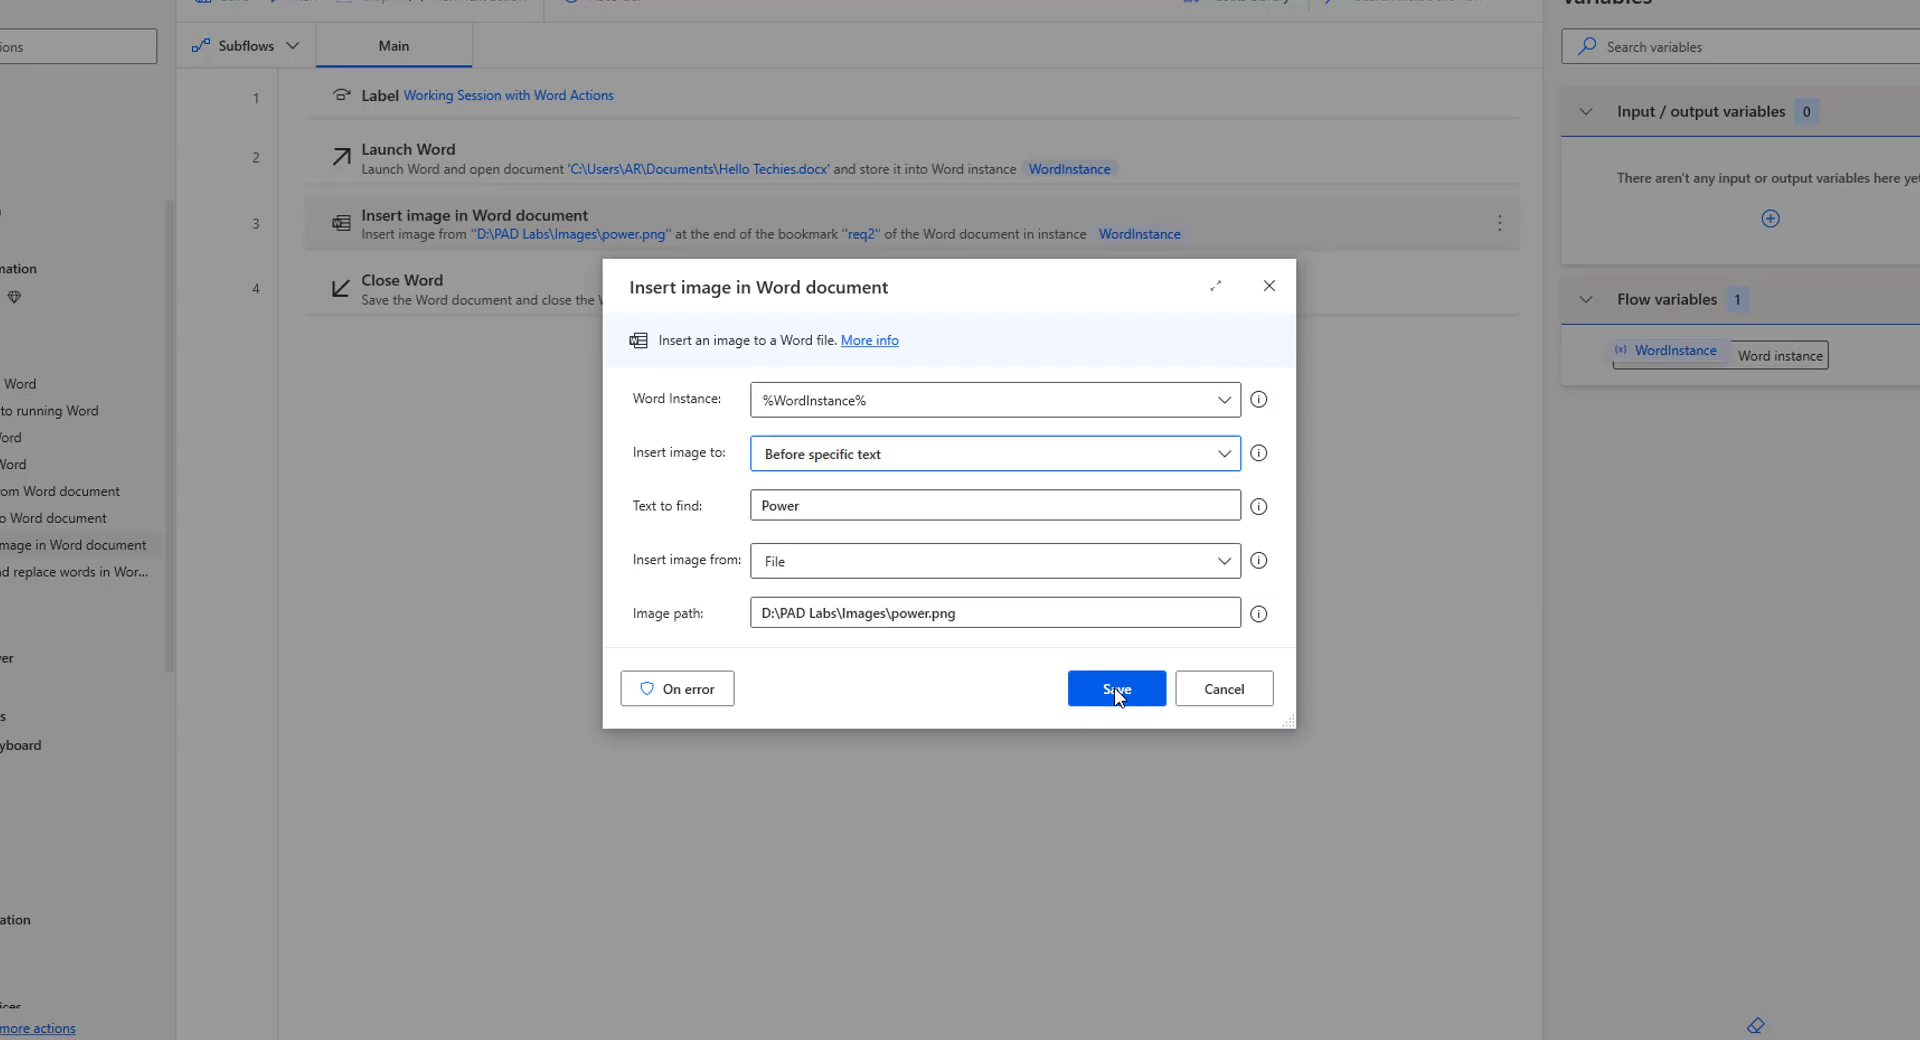 Variables
ions
Subflows
Main
Search variables
1
Label Working Session with Word Actions
Input / output variables 0
2
Launch Word
Launch Word and open document 'C:\Users\AR\Documents\Hello Techies.docx' and store it into Word instance WordInstance
There aren't any input or output variables here yet
3
Insert image in Word document
Insert image from "D:\PAD Labs\Images\power.png" at the end of the bookmark "req2" of the Word document in instance WordInstance
mation
4
Close Word
Save the Word document and close the W
Flow variables 1
(x) WordInstance Word instance
Insert image in Word document
Insert an image to a Word file. More info
Word Instance: %WordInstance%
Insert image to: Before specific text
Text to find: Power
Insert image from: File
Image path: D:\PAD Labs\Images\power.png
On error
Save
Cancel
Word
to running Word
ord
Word
om Word document
o Word document
mage in Word document
d replace words in Wor...
er
s
yboard
ation
ices
more actions